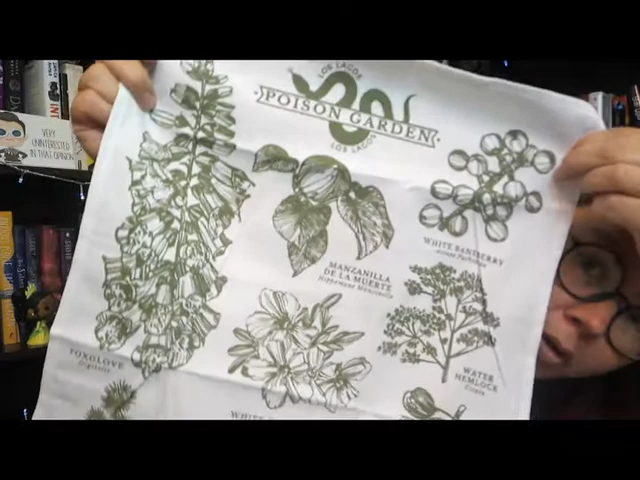 LOS LAGOS
POISON GARDEN
LOS LAGOS
VERY
UNINTERESTED
IN THAT
WHITE BANEBERRY
MANZANILLA
DE LA MUERTE
Hippomane Mancinella
FOXGLOVE
Digitalis
WATER
HEMLOCK
Cicuta
WHITE